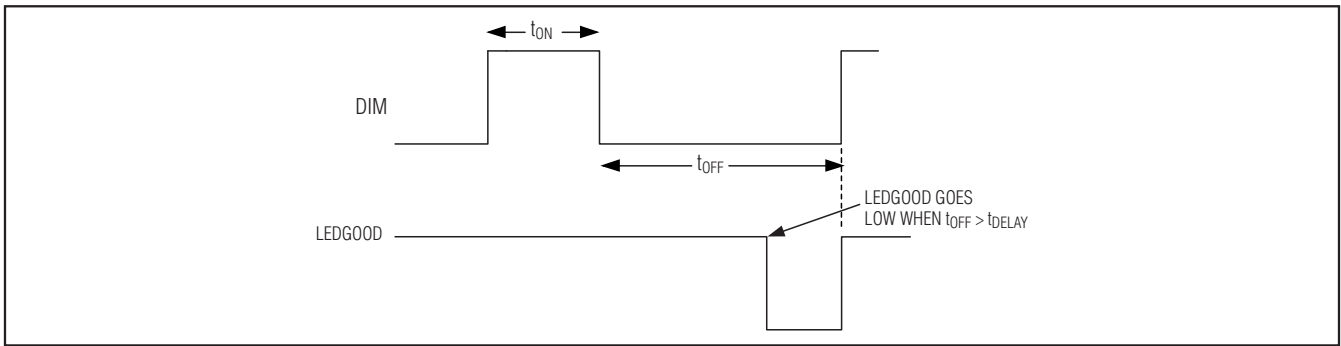 tON
DIM
tOFF
LEDGOOD GOES
LOW WHEN tOFF > tDELAY
LEDGOOD